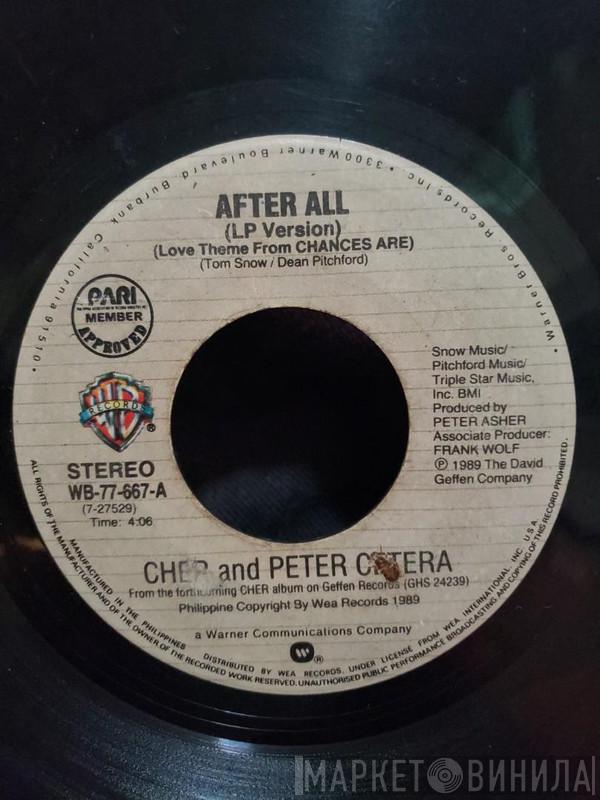 Warner Bros. Records Inc. • 3300 Warner Boulevard, Burbank, California 91510 •
AFTER ALL
(LP Version)
(Love Theme From CHANCES ARE)
(Tom Snow / Dean Pitchford)
PARI
MEMBER
APPROVED
WB
RECORDS
®
STEREO
WB-77-667-A
(7-27529)
Time: 4:06
Snow Music/
Pitchford Music/
Triple Star Music,
Inc. BMI
Produced by
PETER ASHER
Associate Producer:
FRANK WOLF
℗ 1989 The David
Geffen Company
CHER and PETER CETERA
From the forthcoming CHER album on Geffen Records (GHS 24239)
Philippine Copyright By Wea Records 1989
a Warner Communications Company
®
MANUFACTURED IN THE PHILIPPINES DISTRIBUTED BY WEA RECORDS. UNDER LICENSE FROM WEA INTERNATIONAL INC. U.S.A.
ALL RIGHTS OF THE MANUFACTURER AND OF THE OWNER OF THE RECORDED WORK RESERVED. UNAUTHORISED PUBLIC PERFORMANCE BROADCASTING AND COPYING OF THIS RECORD PROHIBITED.
МАРКЕТ ВИНИЛА